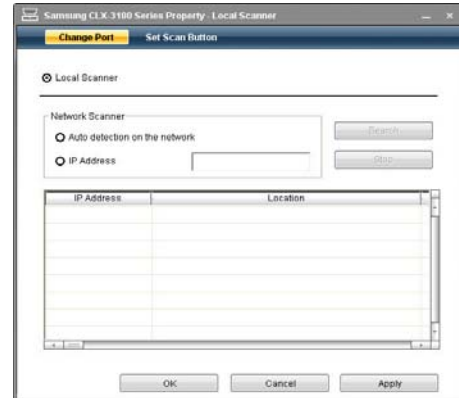 Samsung CLX-3180 Series Property - Local Scanner
Change Port Set Scan Button
Local Scanner
Network Scanner
Auto detection on the network
IP Address
Search
Stop
IP Address Location
OK Cancel Apply